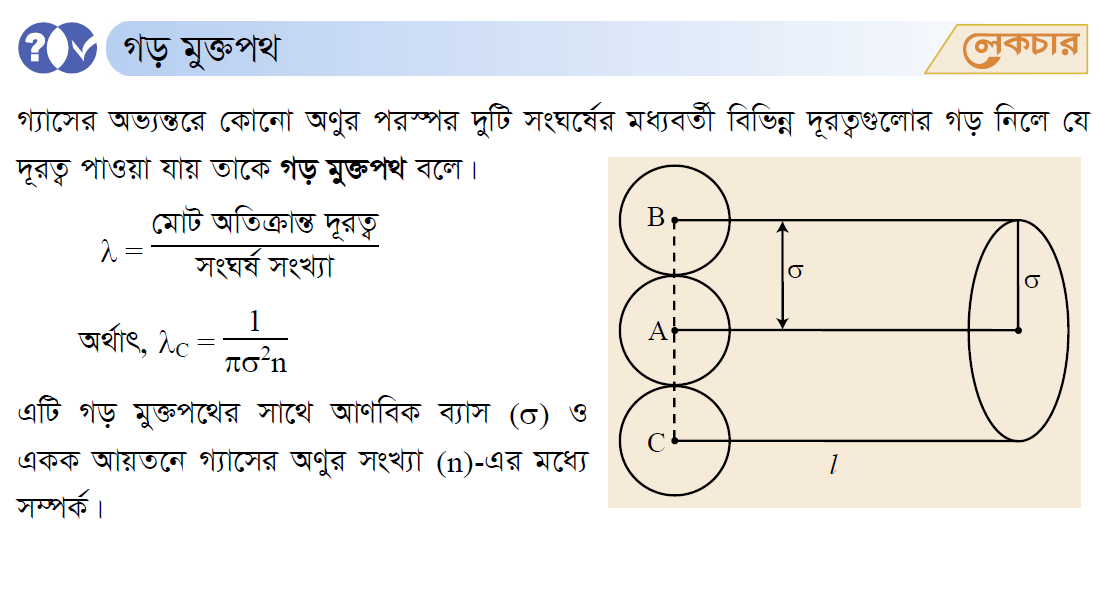 গড় মুক্তপথ
লেকচার
গ্যাসের অভ্যন্তরে কোনো অণুর পরস্পর দুটি সংঘর্ষের মধ্যবর্তী বিভিন্ন দূরত্বগুলোর গড় নিলে যে
দূরত্ব পাওয়া যায় তাকে গড় মুক্তপথ বলে।
λ = মোট অতিক্রান্ত দূরত্ব / সংঘর্ষ সংখ্যা
অর্থাৎ, λ_C = 1 / πσ²n
এটি গড় মুক্তপথের সাথে আণবিক ব্যাস (σ) ও
একক আয়তনে গ্যাসের অণুর সংখ্যা (n)-এর মধ্যে
সম্পর্ক।
B
σ
σ
A
C
l